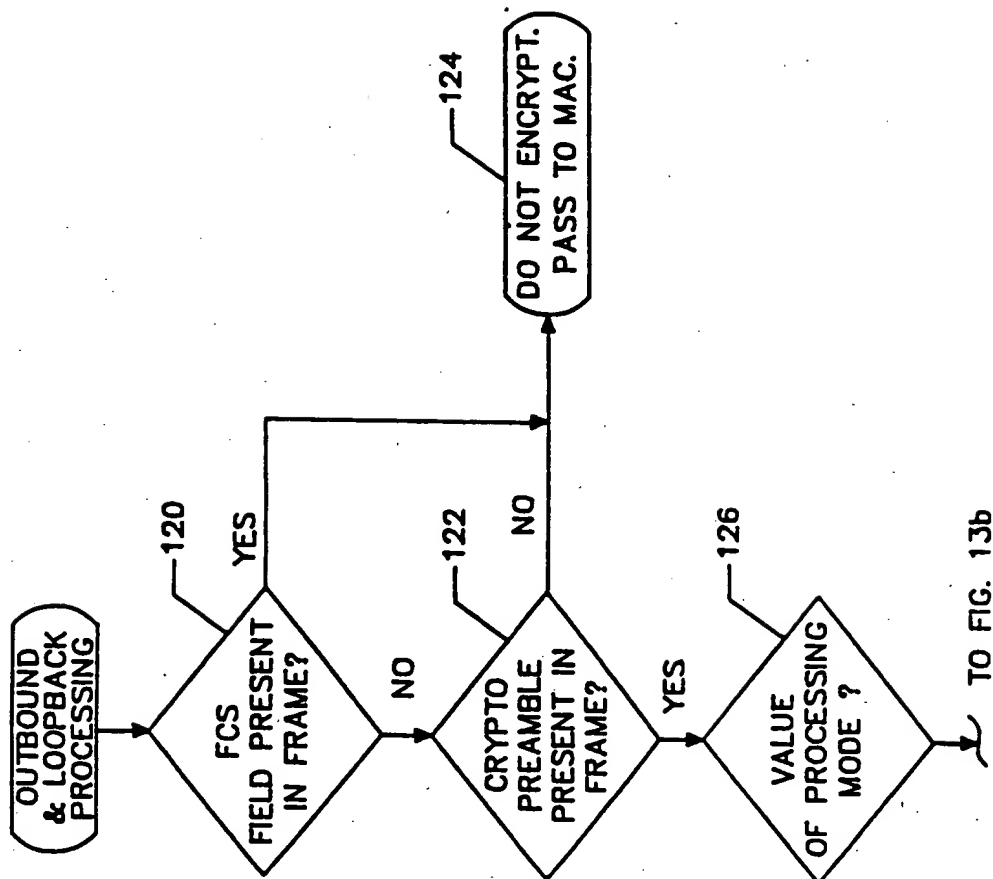 OUTBOUND
& LOOPBACK
PROCESSING
120
FCS
FIELD PRESENT
IN FRAME?
YES
NO
122
CRYPTO
PREAMBLE
PRESENT IN
FRAME?
NO
YES
124
DO NOT ENCRYPT.
PASS TO MAC.
126
VALUE
OF PROCESSING
MODE ?
TO FIG. 13b